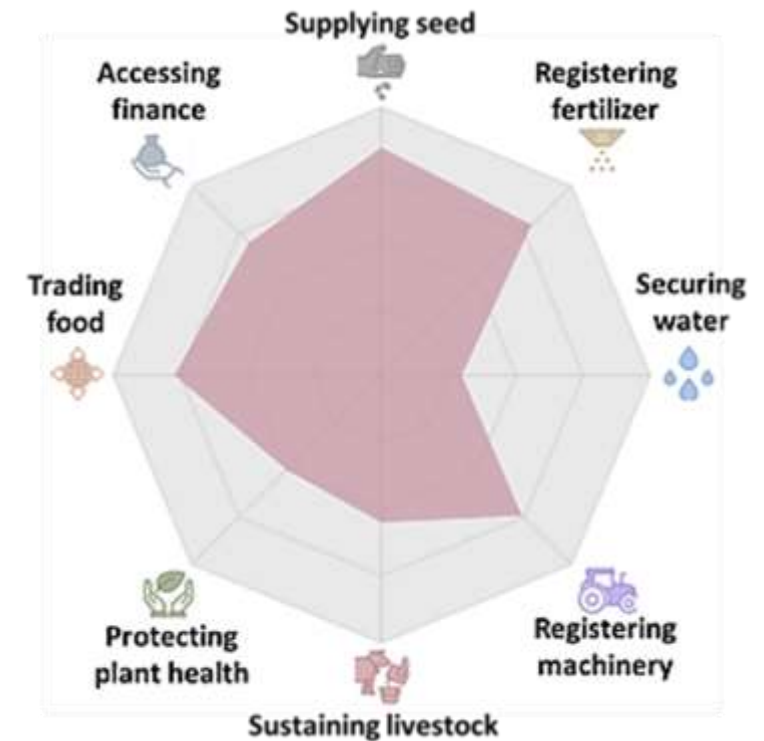 Supplying seed
Accessing
finance
Registering
fertilizer
Trading
food
Securing
water
Protecting
plant health
Registering
machinery
Sustaining livestock